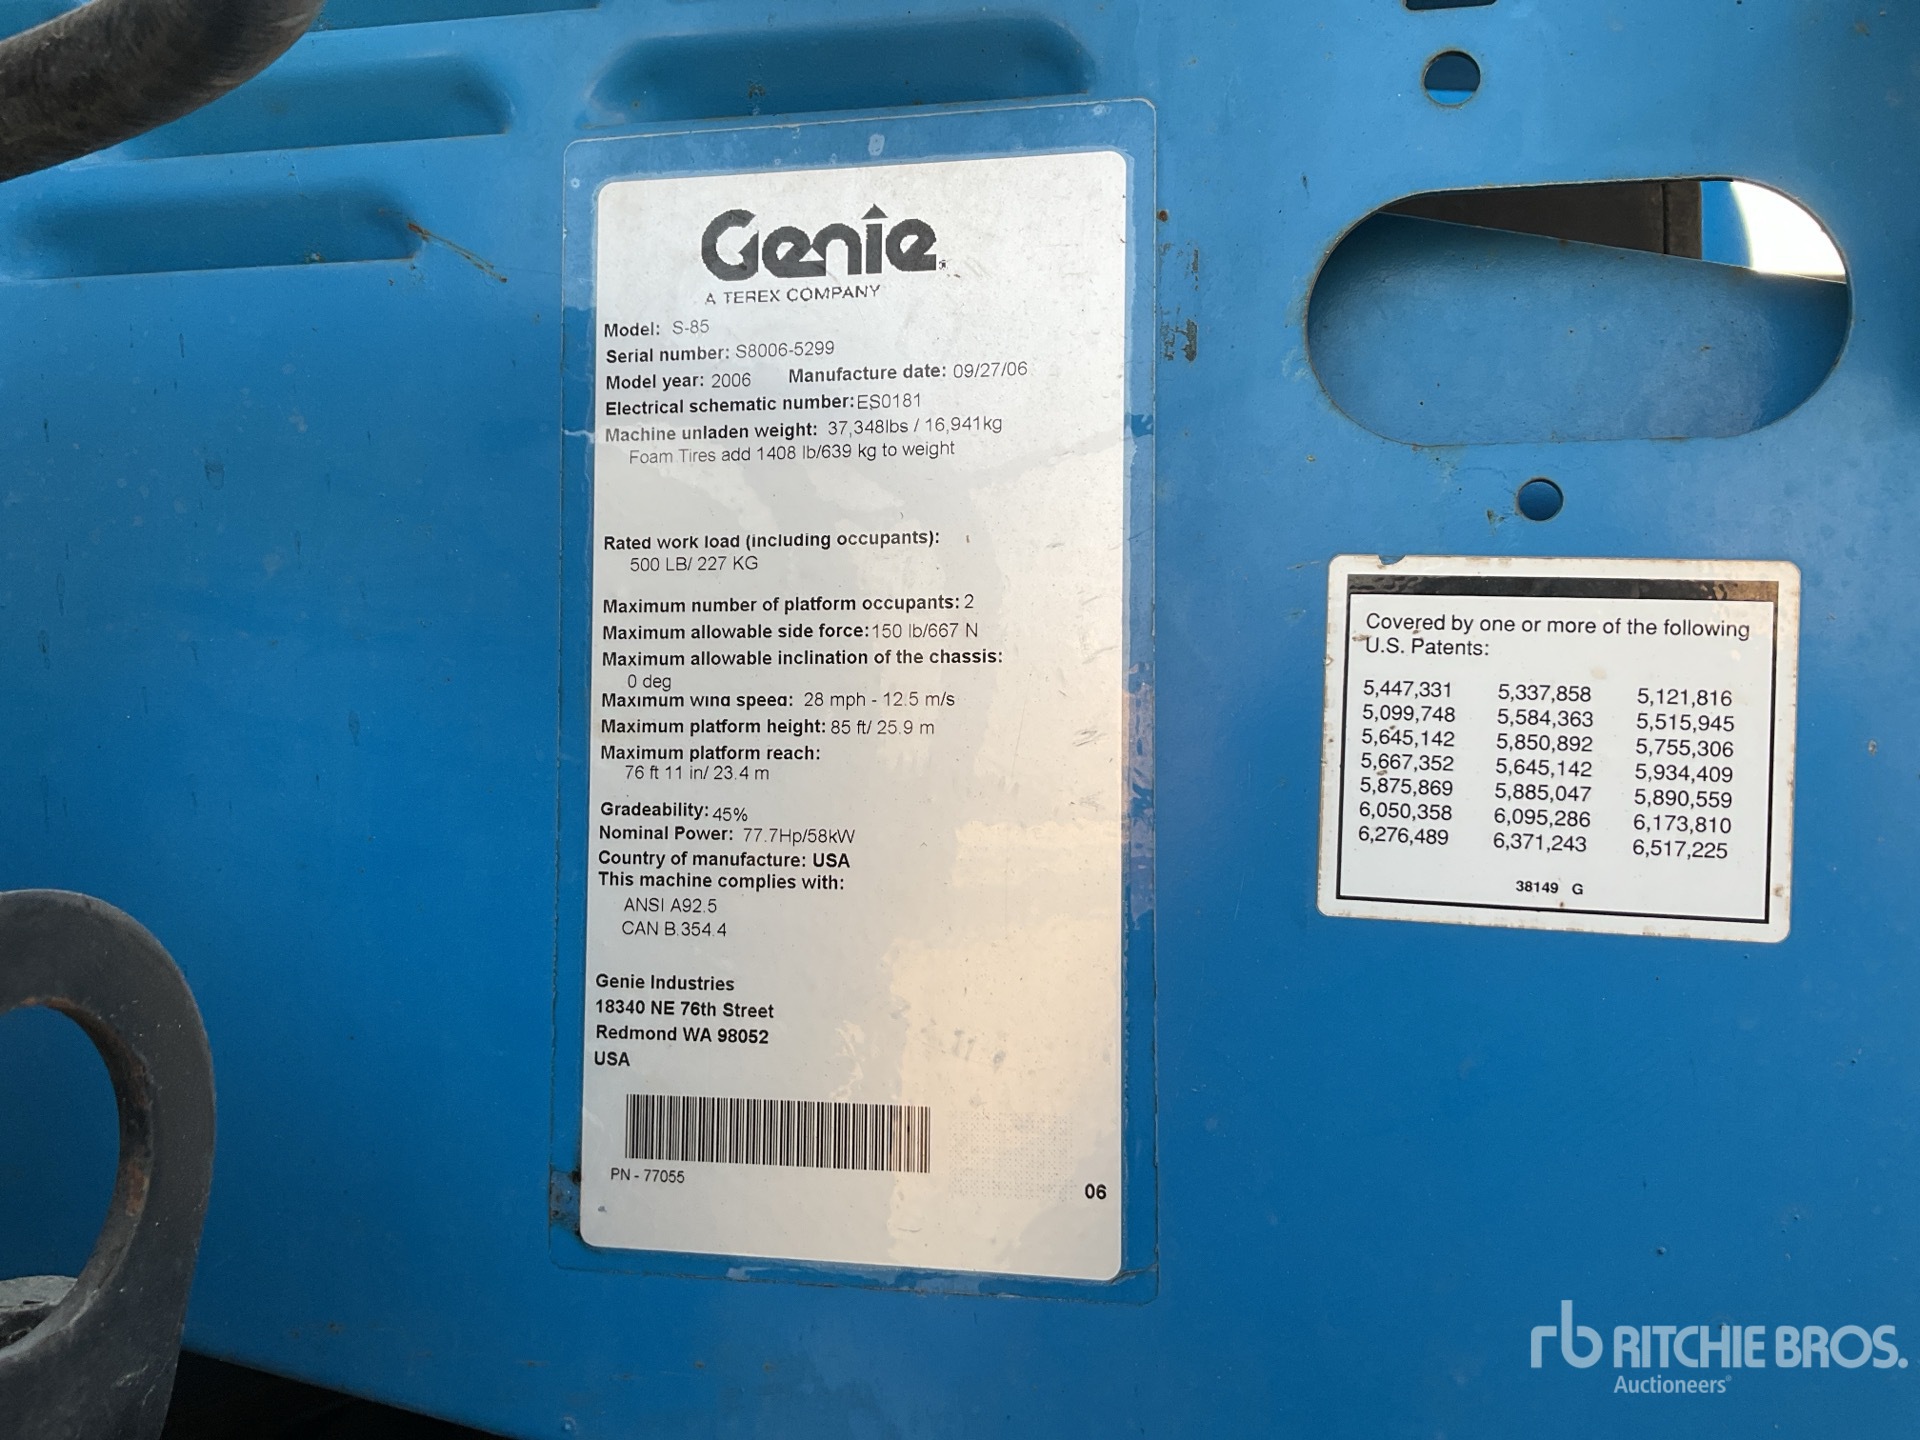 Genie
A TEREX COMPANY
Model: S-85
Serial number: S8006-5299
Model year: 2006 Manufacture date: 09/27/06
Electrical schematic number: ES0181
Machine unladen weight: 37,348lbs / 16,941kg
Foam Tires add 1408 lb/639 kg to weight
Rated work load (including occupants):
500 LB/ 227 KG
Maximum number of platform occupants: 2
Maximum allowable side force: 150 lb/667 N
Maximum allowable inclination of the chassis:
0 deg
Maximum wind speed: 28 mph - 12.5 m/s
Maximum platform height: 85 ft/ 25.9 m
Maximum platform reach:
76 ft 11 in/ 23.4 m
Gradeability: 45%
Nominal Power: 77.7Hp/58kW
Country of manufacture: USA
This machine complies with:
ANSI A92.5
CAN B.354.4
Genie Industries
18340 NE 76th Street
Redmond WA 98052
USA
PN - 77055
06
Covered by one or more of the following
U.S. Patents:
5,447,331 5,337,858 5,121,816
5,099,748 5,584,363 5,515,945
5,645,142 5,850,892 5,755,306
5,667,352 5,645,142 5,934,409
5,875,869 5,885,047 5,890,559
6,050,358 6,095,286 6,173,810
6,276,489 6,371,243 6,517,225
38149 G
rb RITCHIE BROS.
Auctioneers